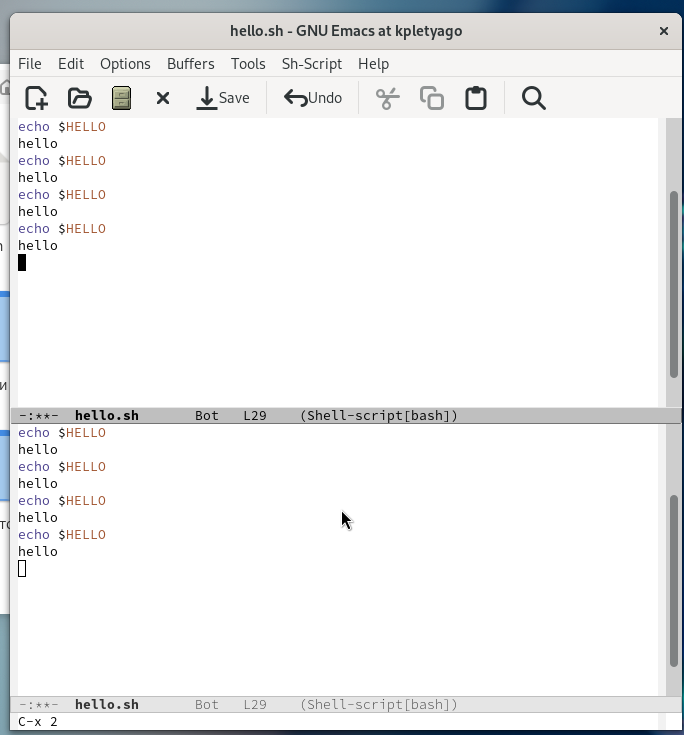 hello.sh - GNU Emacs at kpletyago
File Edit Options Buffers Tools Sh-Script Help
Save Undo
echo $HELLO
hello
echo $HELLO
hello
echo $HELLO
hello
echo $HELLO
hello
-:**- hello.sh Bot L29 (Shell-script[bash])
echo $HELLO
hello
echo $HELLO
hello
echo $HELLO
hello
echo $HELLO
hello
-:**- hello.sh Bot L29 (Shell-script[bash])
C-x 2